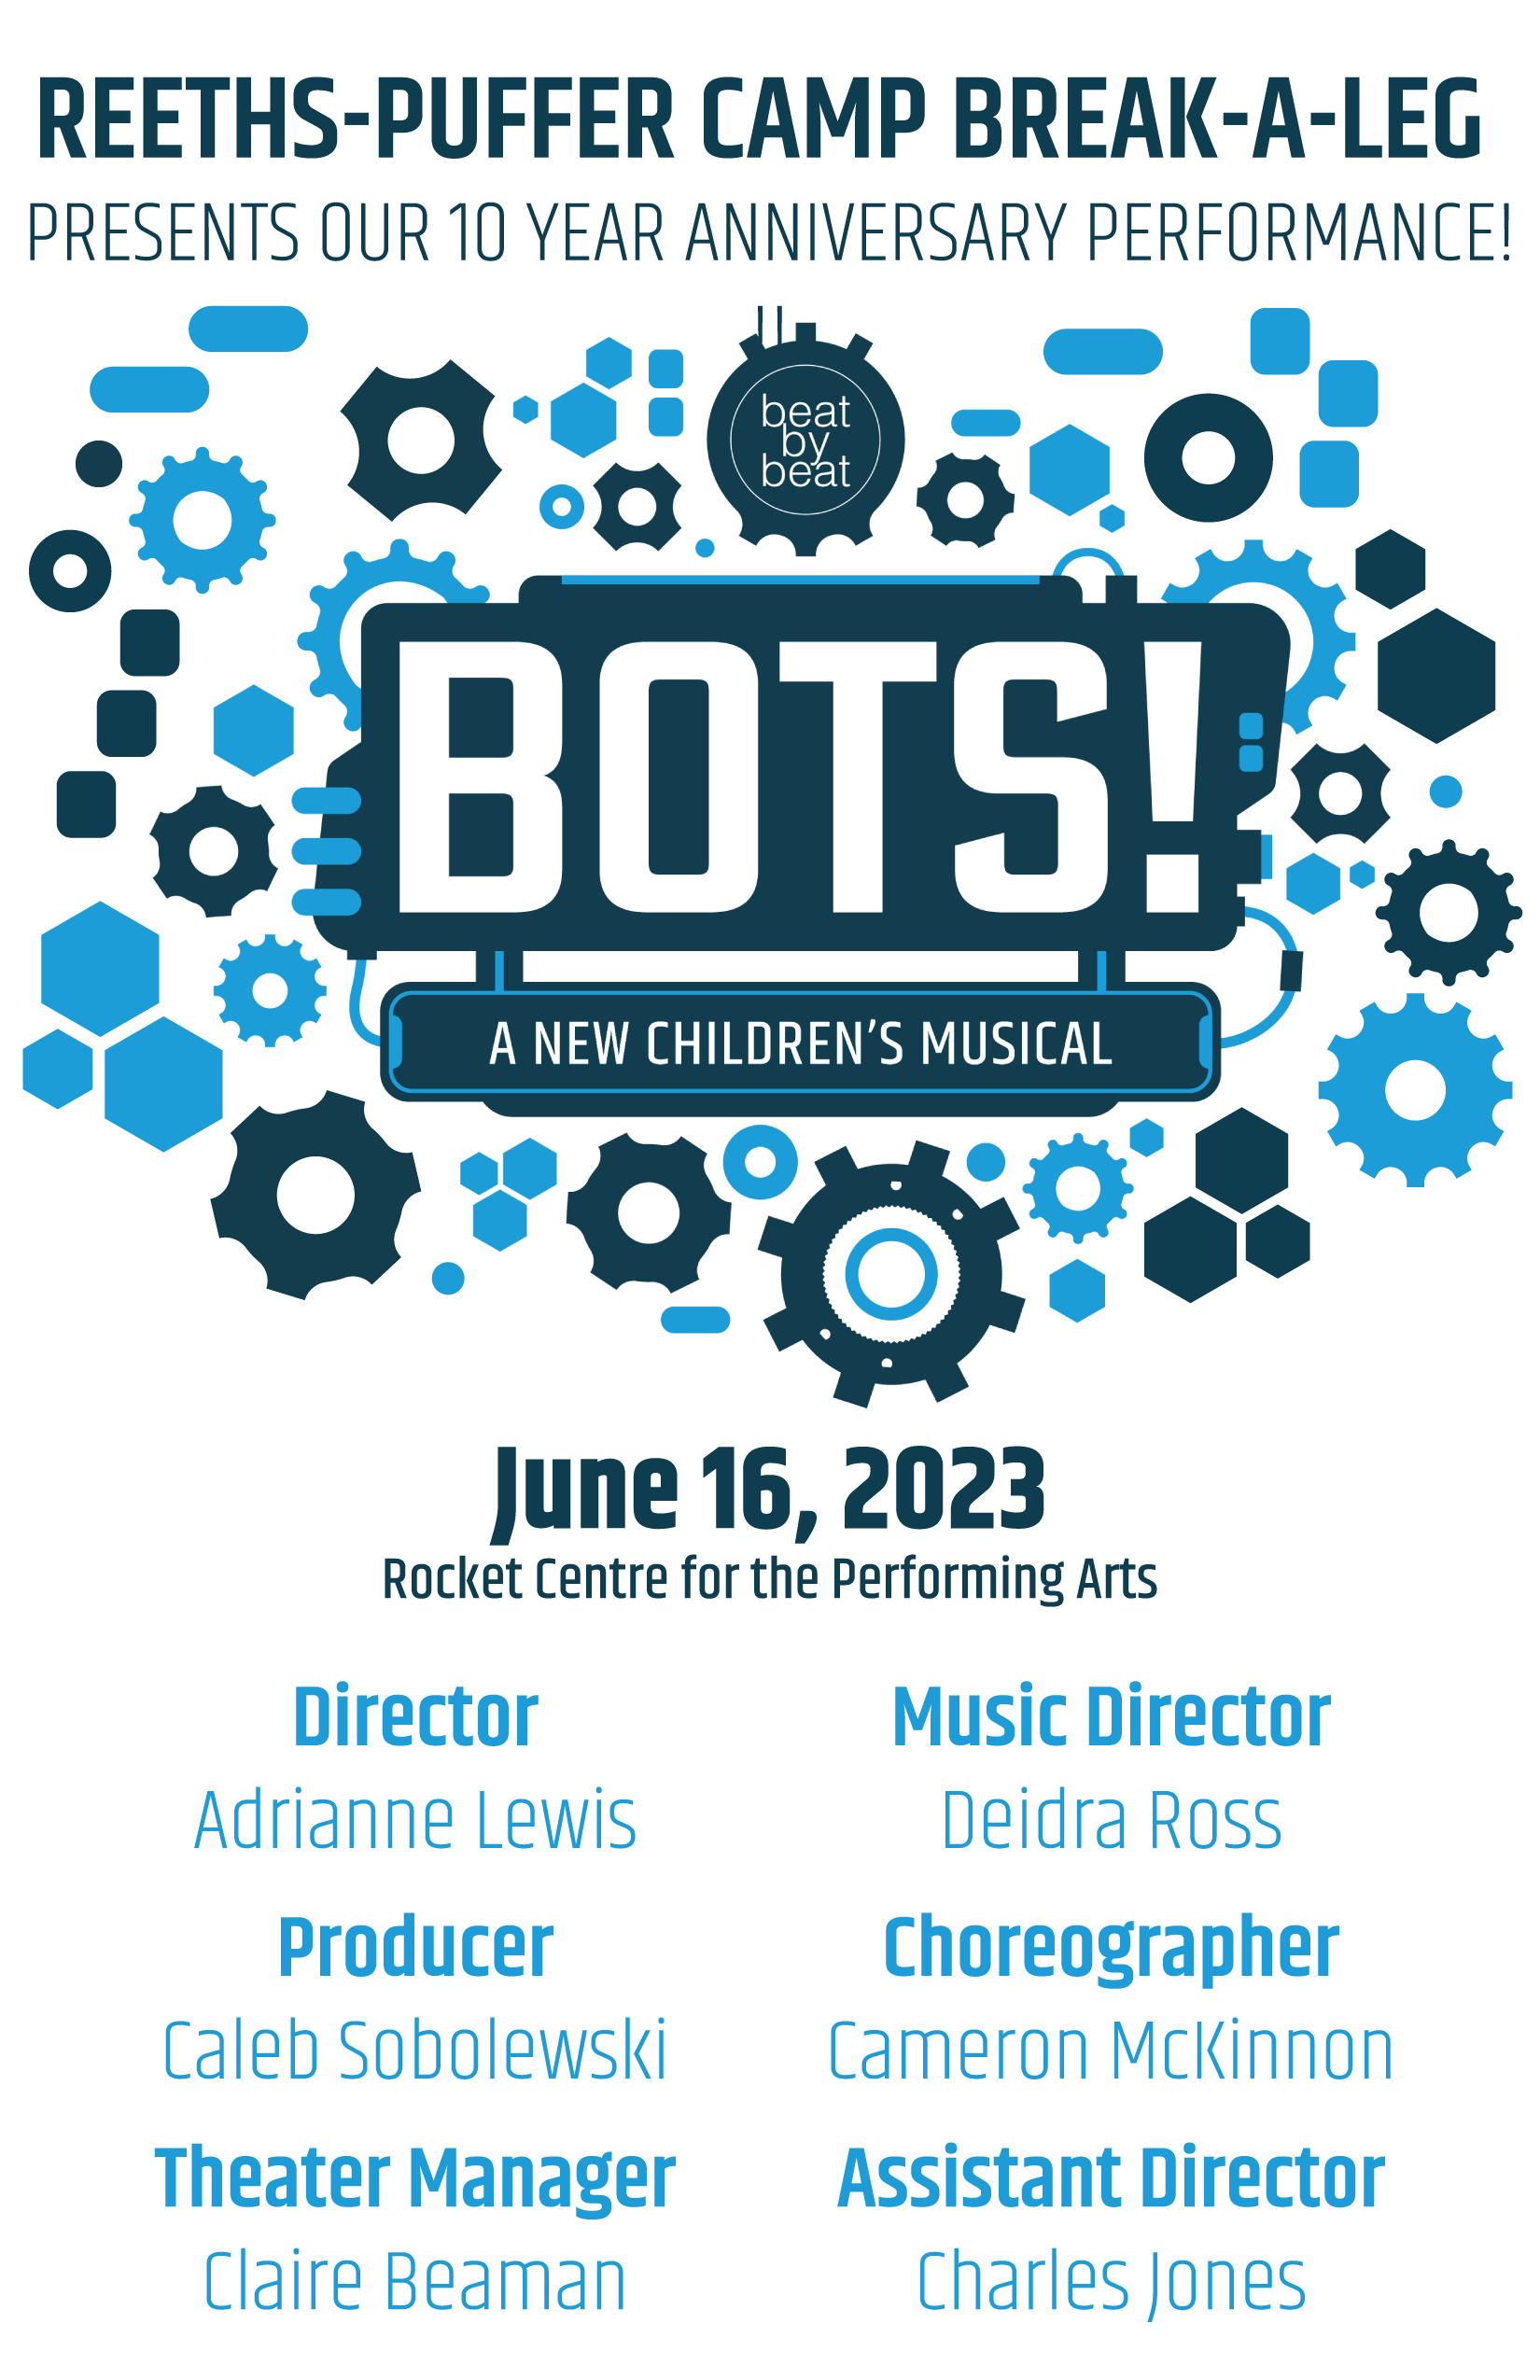 REETHS-PUFFER CAMP BREAK-A-LEG
PRESENTS OUR 10 YEAR ANNIVERSARY PERFORMANCE!
beat
by
beat
BOTS!
A NEW CHILDREN'S MUSICAL
June 16, 2023
Rocket Centre for the Performing Arts
Director
Adrianne Lewis
Music Director
Deidra Ross
Producer
Caleb Sobolewski
Choreographer
Cameron McKinnon
Theater Manager
Claire Beaman
Assistant Director
Charles Jones